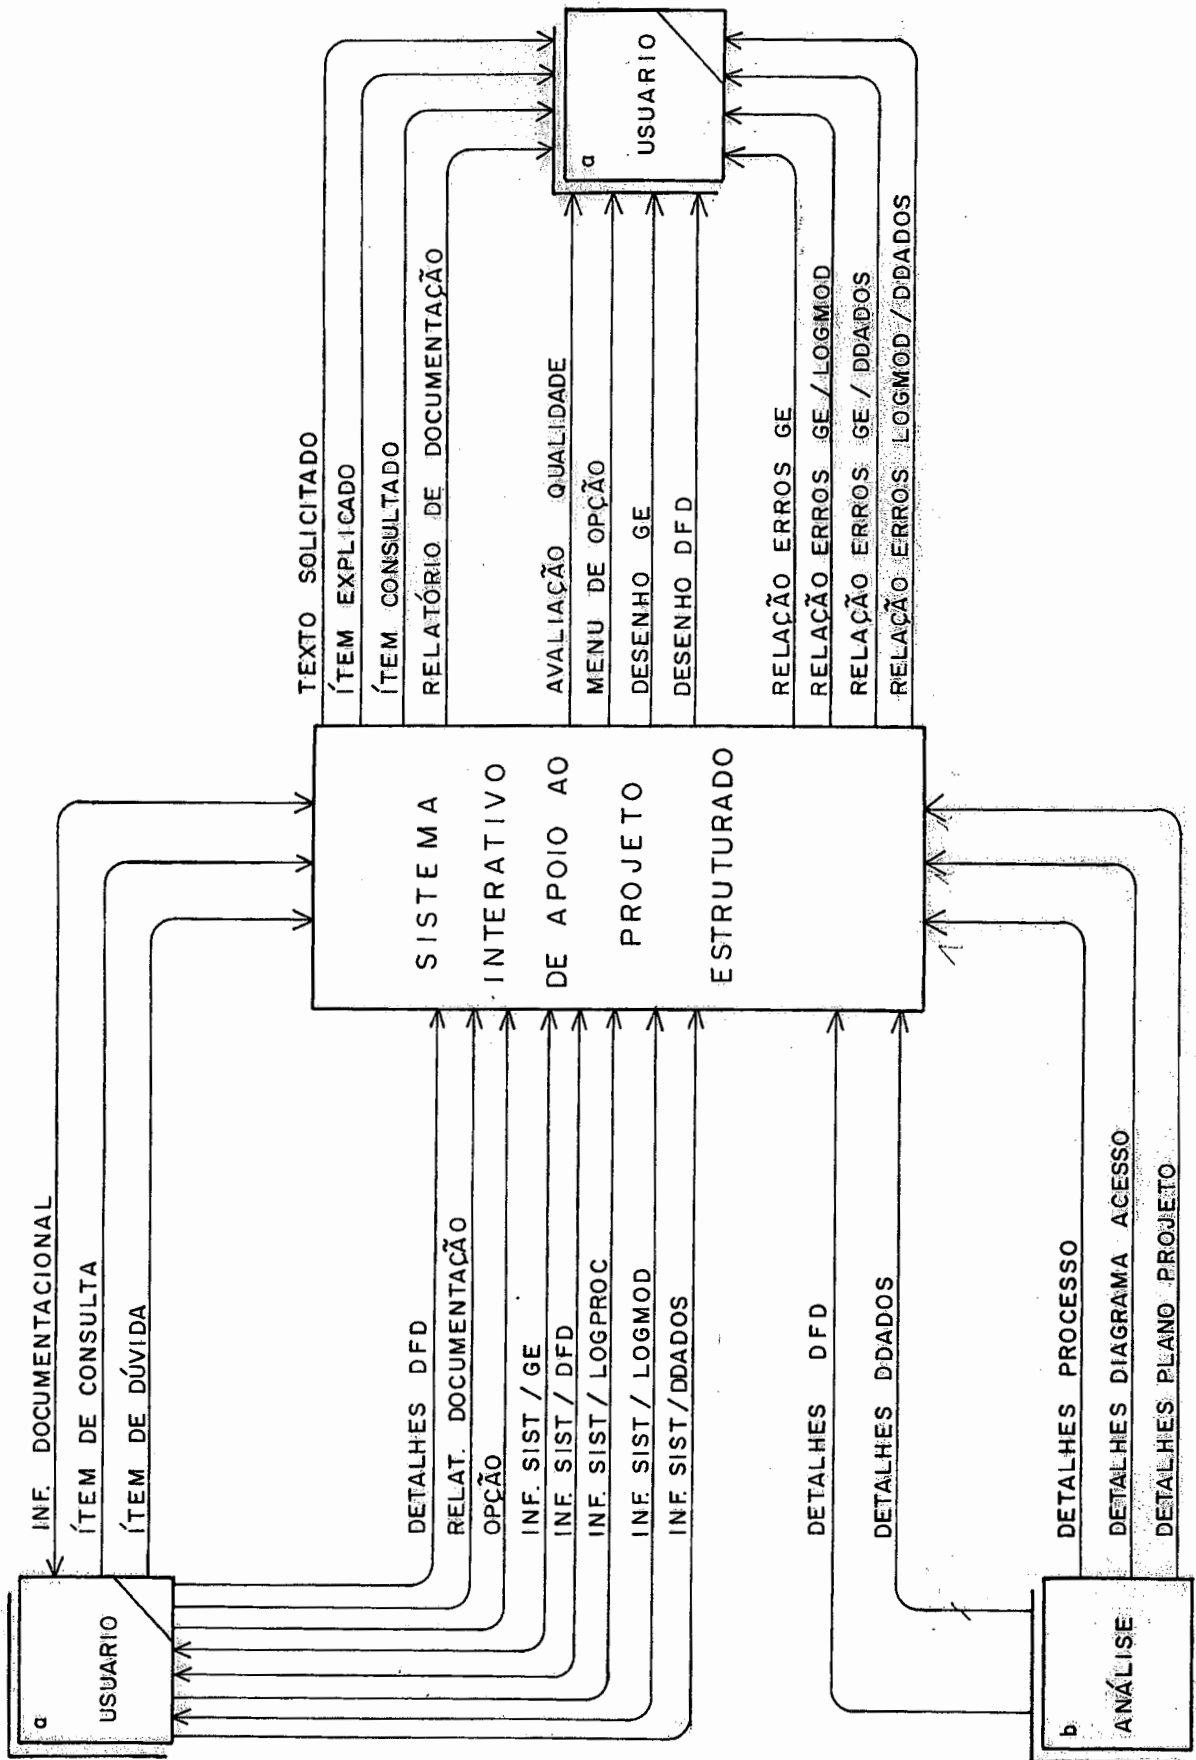 INF. DOCUMENTACIONAL
ÍTEM DE CONSULTA
ÍTEM DE DÚVIDA
a
USUARIO
DETALHES DFD
RELAT. DOCUMENTAÇÃO
OPÇÃO
INF. SIST/GE
INF. SIST/DFD
INF. SIST/LOGPROC
INF. SIST/LOGMOD
INF. SIST/DDADOS
DETALHES DFD
DETALHES DDADOS
b
ANÁLISE
DETALHES PROCESSO
DETALHES DIAGRAMA ACESSO
DETALHES PLANO PROJETO
SISTEMA
INTERATIVO
DE APOIO AO
PROJETO
ESTRUTURADO
TEXTO SOLICITADO
ÍTEM EXPLICADO
ÍTEM CONSULTADO
RELATÓRIO DE DOCUMENTAÇÃO
AVALIAÇÃO QUALIDADE
MENU DE OPÇÃO
DESENHO GE
DESENHO DFD
RELAÇÃO ERROS GE
RELAÇÃO ERROS GE/LOGMOD
RELAÇÃO ERROS GE/DDADOS
RELAÇÃO ERROS LOGMOD/DDADOS
a
USUARIO